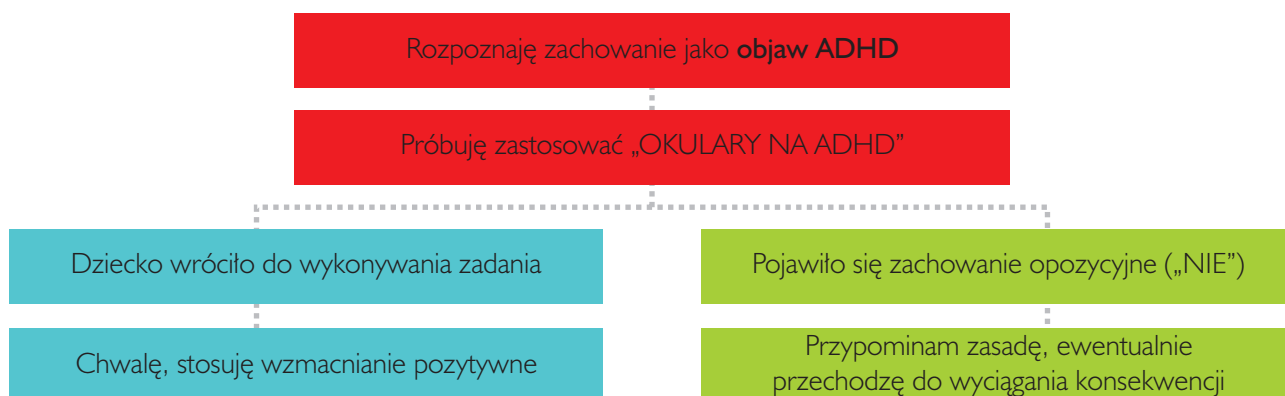 Rozpoznaję zachowanie jako objaw ADHD
Próbuję zastosować „OKULARY NA ADHD”
Dziecko wróciło do wykonywania zadania
Pojawiło się zachowanie opozycyjne („NIE”)
Chwalę, stosuję wzmacnianie pozytywne
Przypominam zasadę, ewentualnie
przechodzę do wyciągania konsekwencji